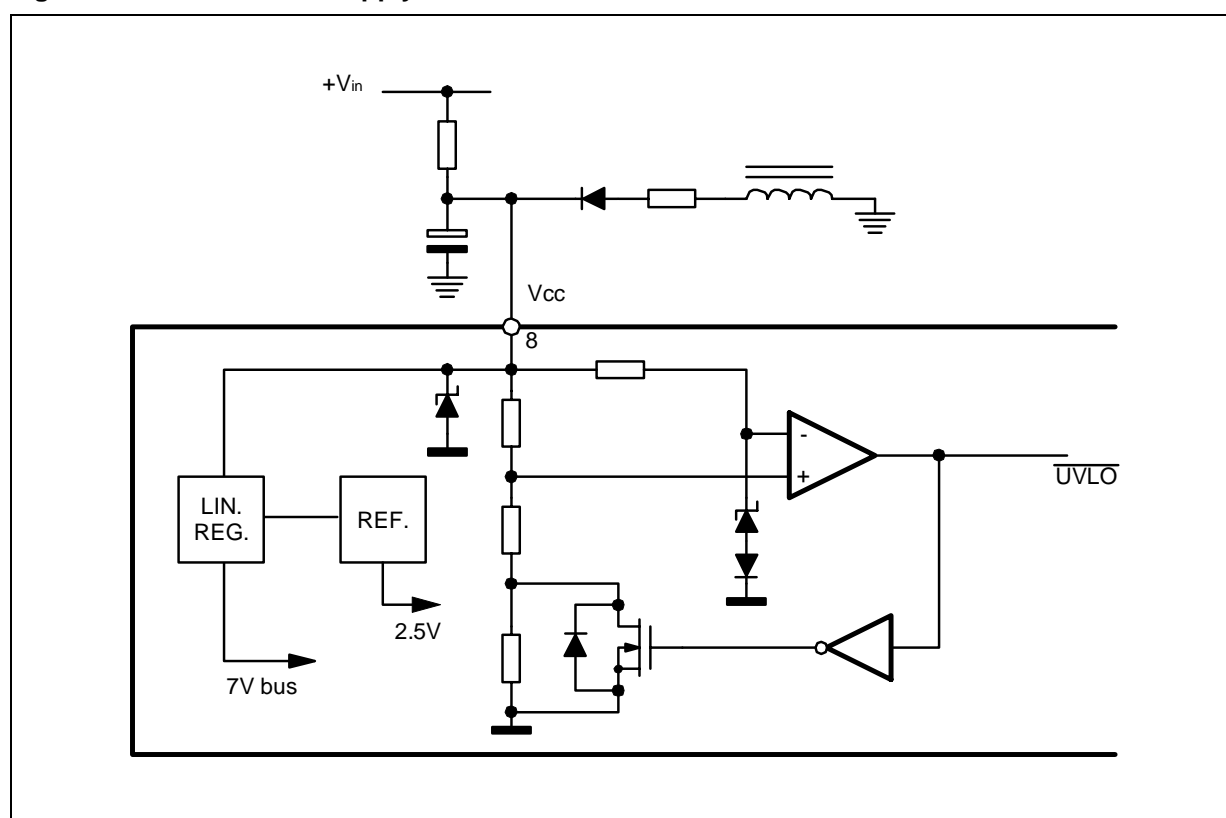 +Vin
Vcc
8
-
+
UVLO
LIN.
REG.
REF.
2.5V
7V bus